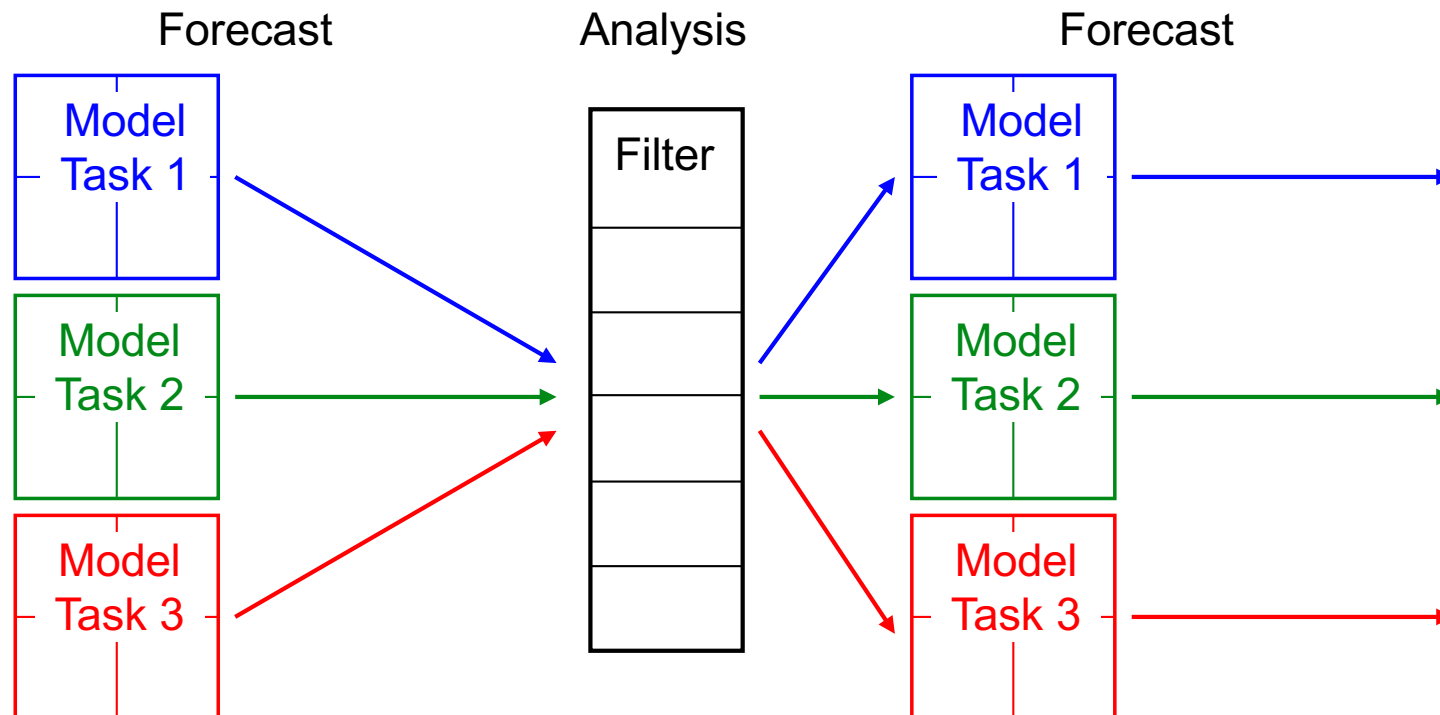 Forecast
Analysis
Forecast
Model
Task 1
Model
Task 2
Model
Task 3
Filter
Model
Task 1
Model
Task 2
Model
Task 3